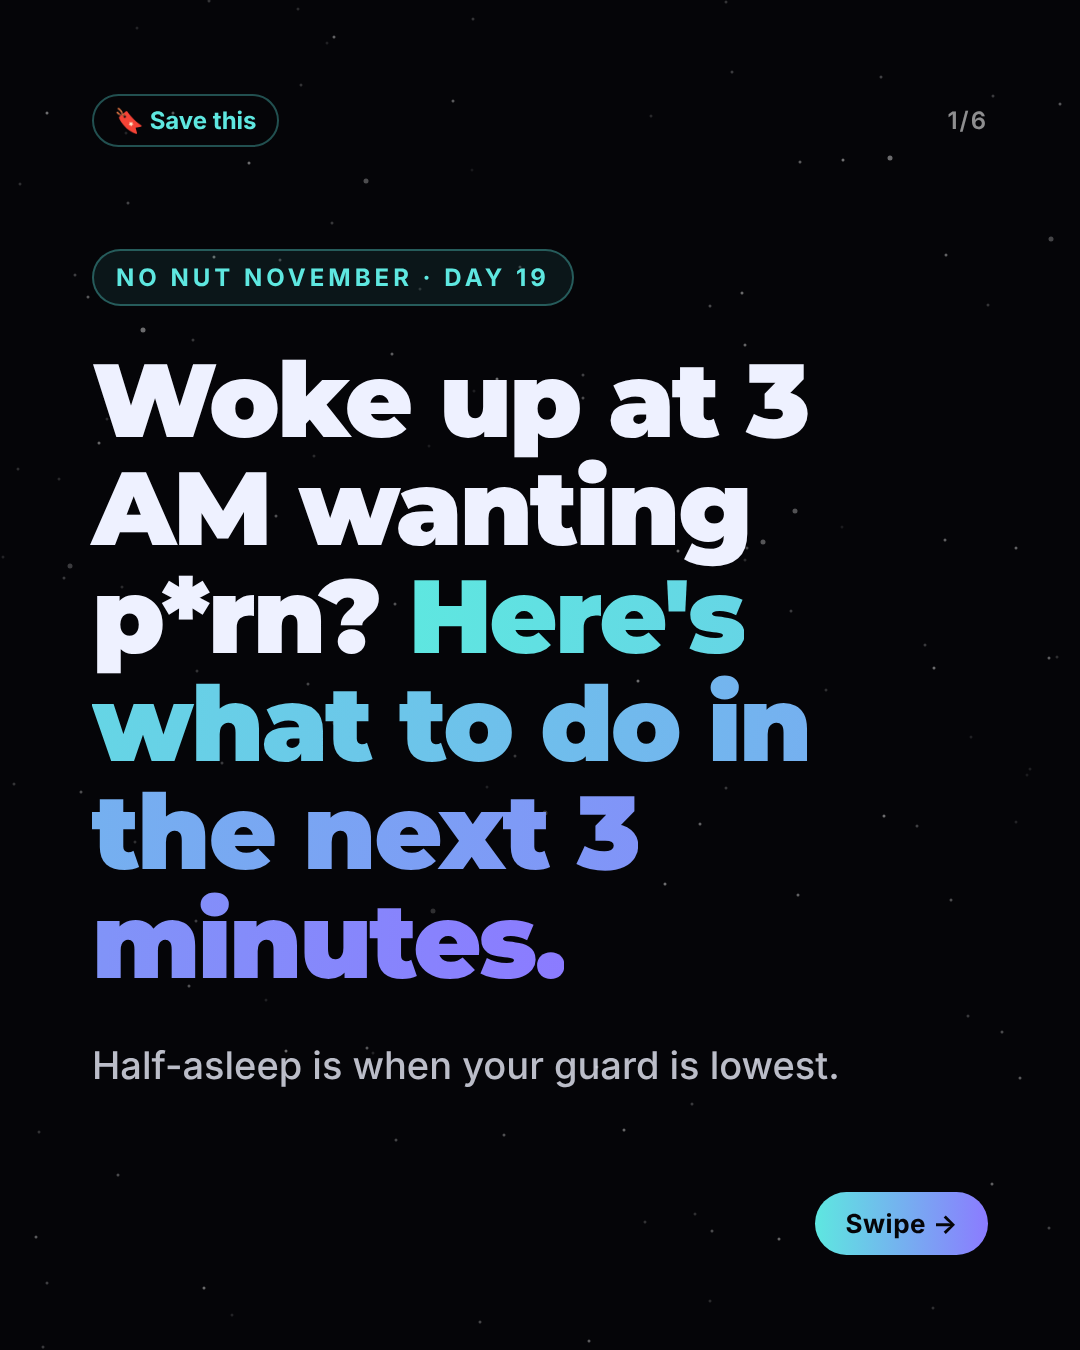 🔖 Save this
1/6
NO NUT NOVEMBER · DAY 19
Woke up at 3
AM wanting
p*rn? Here's
what to do in
the next 3
minutes.
Half-asleep is when your guard is lowest.
Swipe →